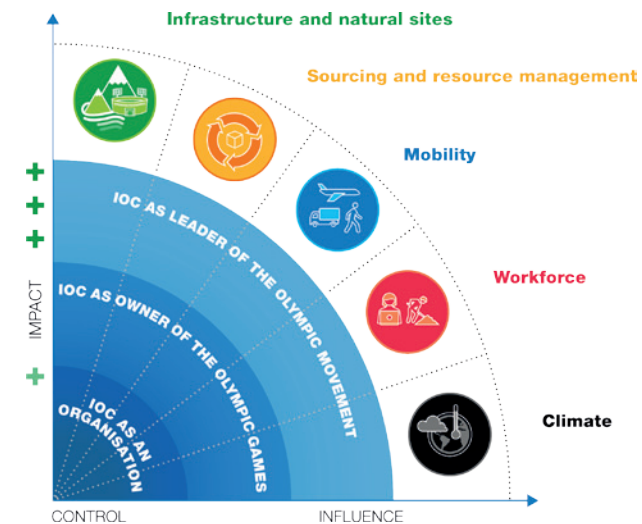 Infrastructure and natural sites
Sourcing and resource management
Mobility
Workforce
Climate
+
+
+
+
IMPACT
IOC AS LEADER OF THE OLYMPIC MOVEMENT
IOC AS OWNER OF THE OLYMPIC GAMES
IOC AS AN
ORGANISATION
CONTROL
INFLUENCE